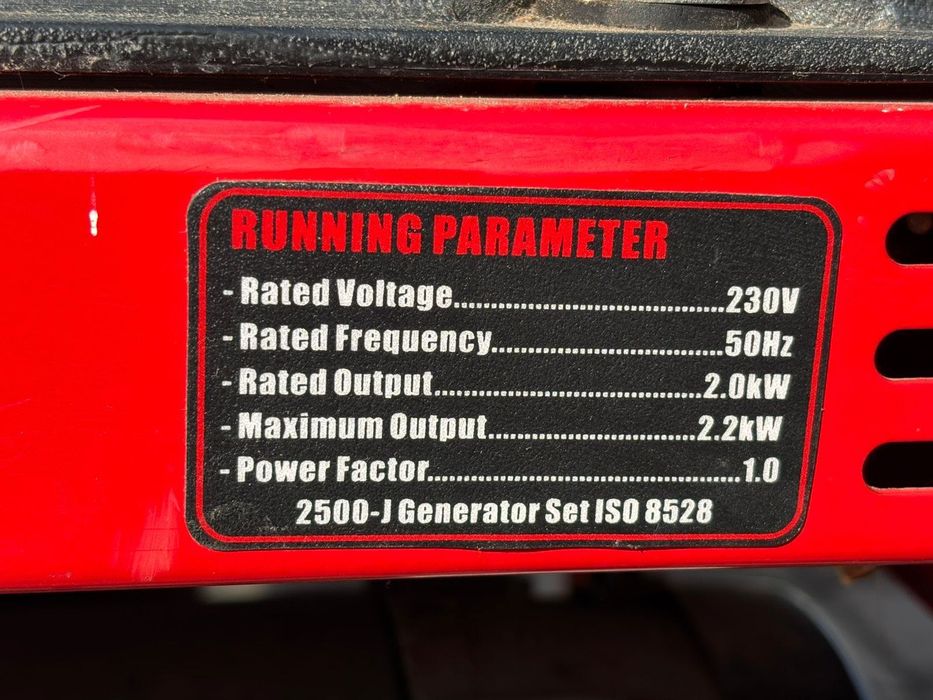 RUNNING PARAMETER
- Rated Voltage..............................................230V
- Rated Frequency.......................................50Hz
- Rated Output.............................................2.0kW
- Maximum Output...................................2.2kW
- Power Factor.....................................................1.0
2500-J Generator Set ISO 8528